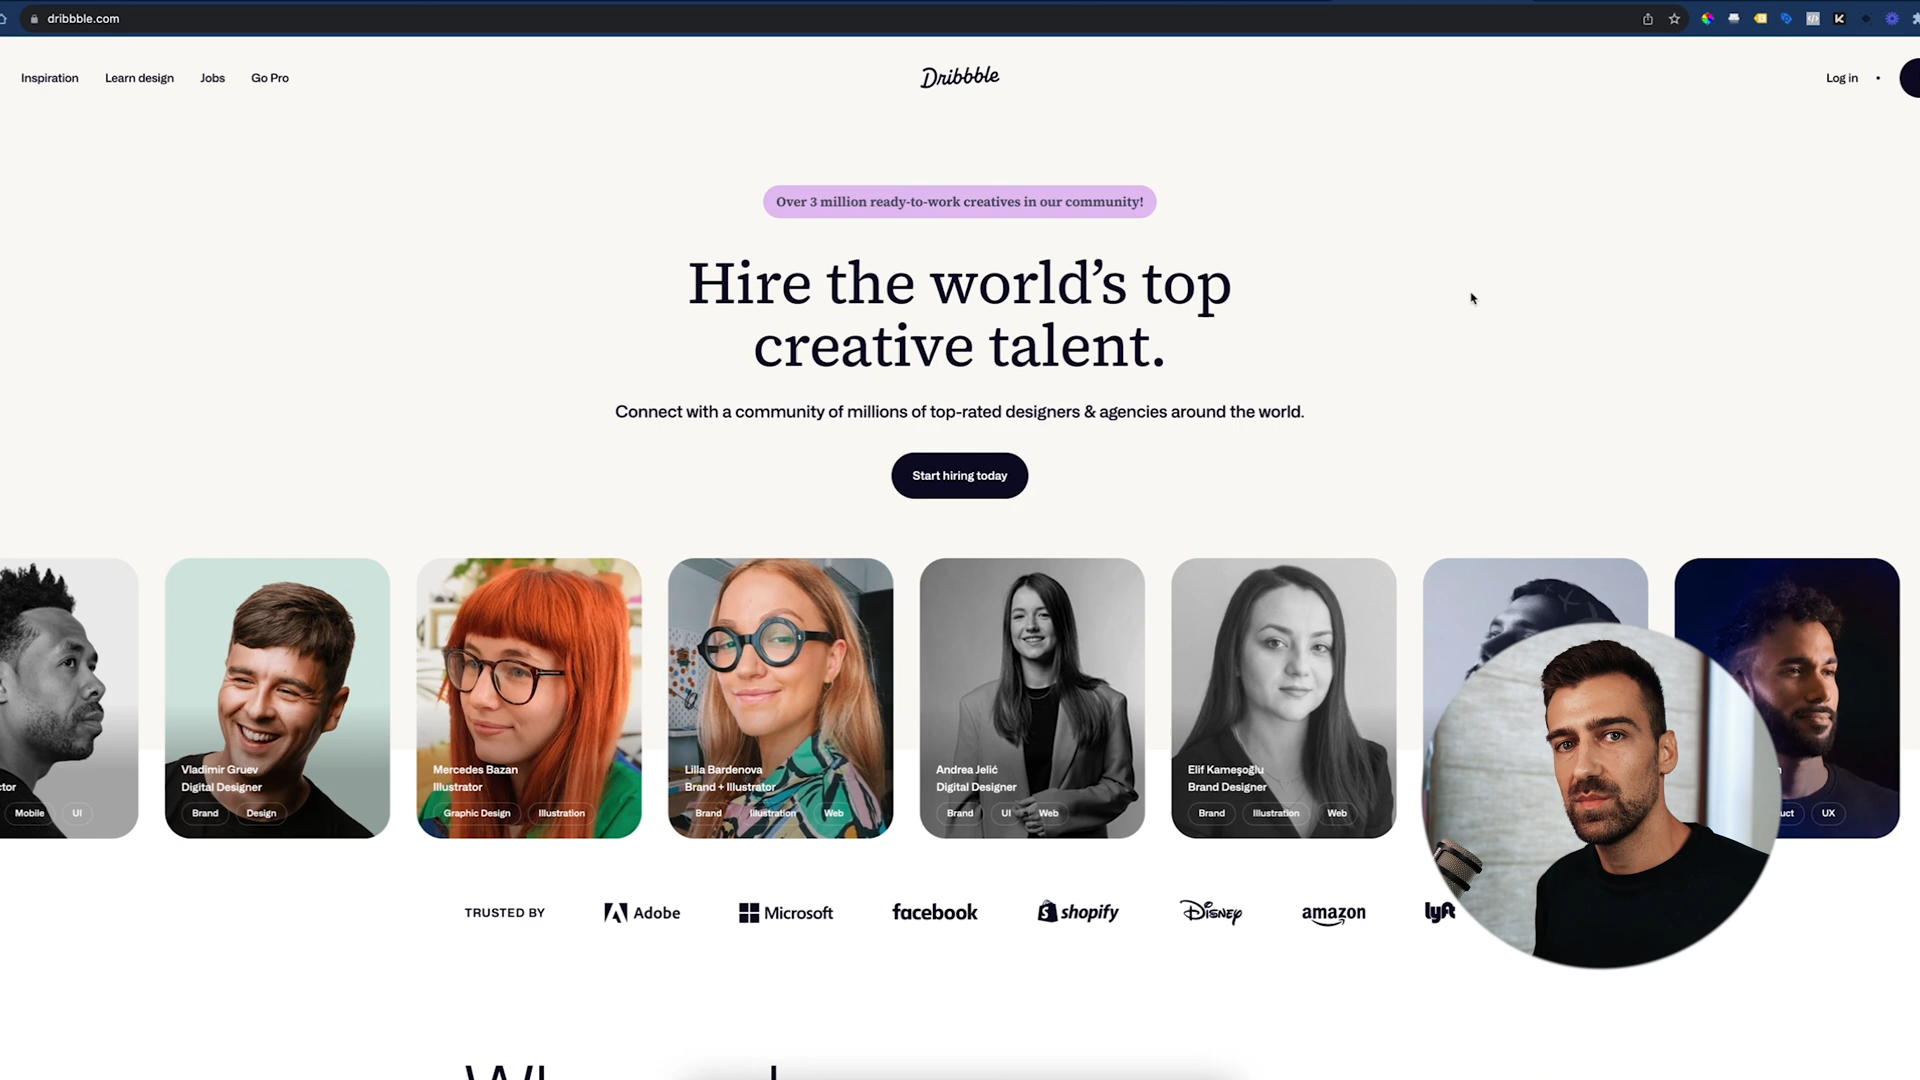 dribbble.com
Inspiration
Learn design
Jobs
Go Pro
Dribbble
Log in
Over 3 million ready-to-work creatives in our community!
Hire the world's top
creative talent.
Connect with a community of millions of top-rated designers & agencies around the world.
Start hiring today
Mobile
UI
Vladimir Gruev
Digital Designer
Brand
Design
Mercedes Bazan
Illustrator
Graphic Design
Illustration
Lilla Bardenova
Brand + Illustrator
Brand
Illustration
Web
Andrea Jelić
Digital Designer
Brand
UI
Web
Elif Kameşoğlu
Brand Designer
Brand
Illustration
Web
UX
TRUSTED BY
Adobe
Microsoft
facebook
shopify
Disney
amazon
lyft